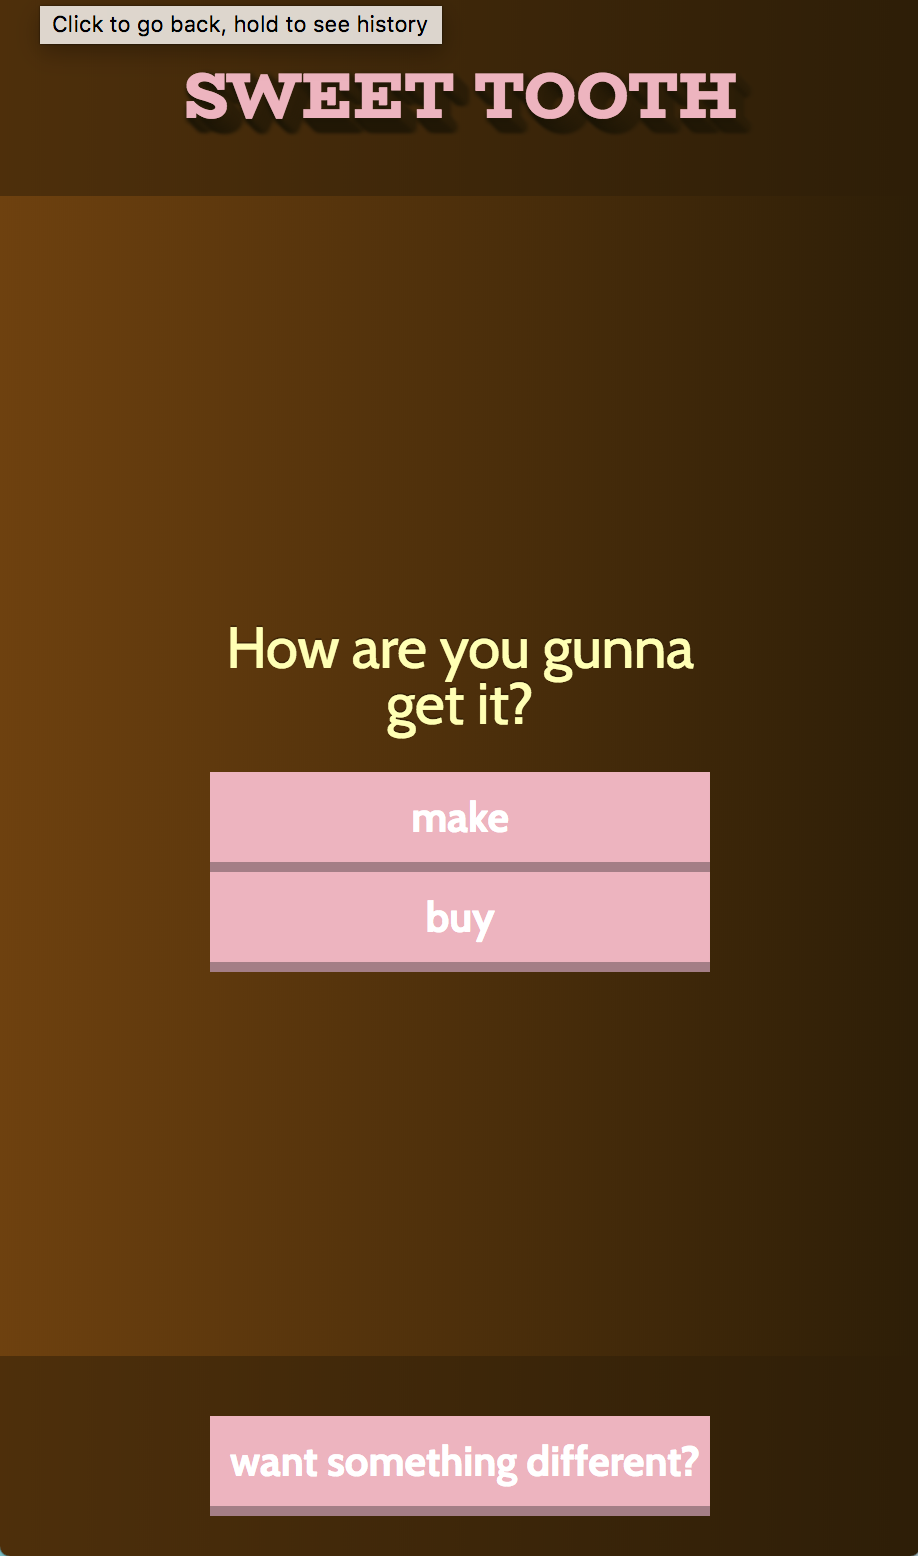 Click to go back, hold to see history
SWEET TOOTH
How are you gunna
get it?
make
buy
want something different?